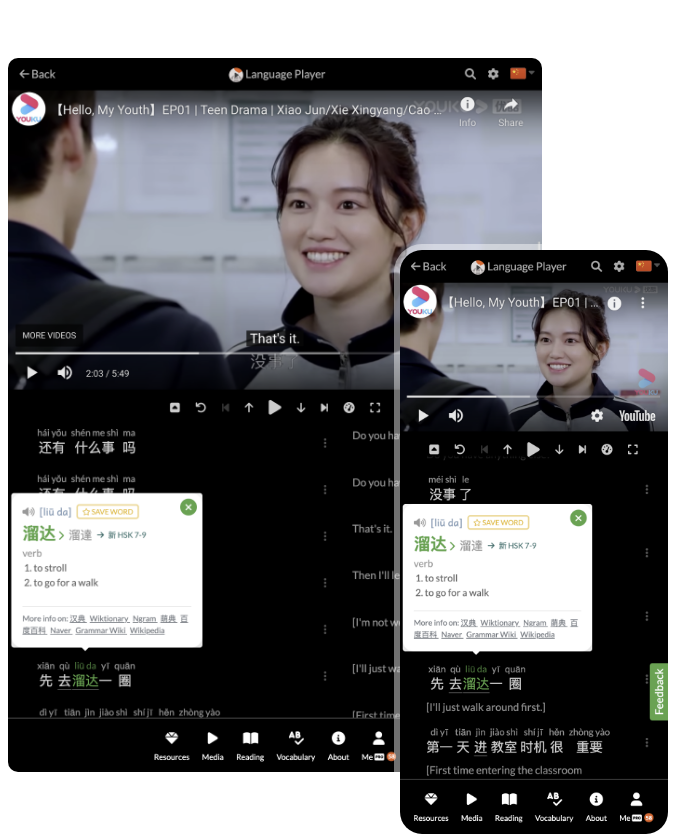 Back
Language Player
YOUKU
【Hello, My Youth】EP01 | Teen Drama | Xiao Jun/Xie Xingyang/Cao ...
YOUKU
Info
Share
MORE VIDEOS
That's it.
没事了
2:03 / 5:49
hái yǒu shén me shì ma
还有 什么事 吗
Do you ha
hái yǒu shén me shì ma
还有 什么事 吗
Do you ha
[liū da]
SAVE WORD
溜达 > 溜達 → 新 HSK 7-9
verb
1. to stroll
2. to go for a walk
More info on: 汉典 Wiktionary Ngram 萌典 百
度百科 Naver Grammar Wiki Wikipedia
That's it.
Then I'll le
[I'm not w
xiān qù liū da yī quān
先 去 溜达 一 圈
[I'll just wa
dì yī tiān jìn jiào shì shí jī hěn zhòng yào
[First time
Resources
Media
Reading
Vocabulary
About
Me PRO 58
Back
Language Player
YOUKU
YOUKU
【Hello, My Youth】EP01 | ...
YouTube
méi shì le
没事 了
[liū da]
SAVE WORD
溜达 > 溜達 → 新 HSK 7-9
verb
1. to stroll
2. to go for a walk
More info on: 汉典 Wiktionary Ngram 萌典 百
度百科 Naver Grammar Wiki Wikipedia
xiān qù liū da yī quān
先 去 溜达 一 圈
[I'll just walk around first.]
Feedback
dì yī tiān jìn jiào shì shí jī hěn zhòng yào
第一 天 进 教室 时机 很 重要
[First time entering the classroom
Resources
Media
Reading
Vocabulary
About
Me PRO 58